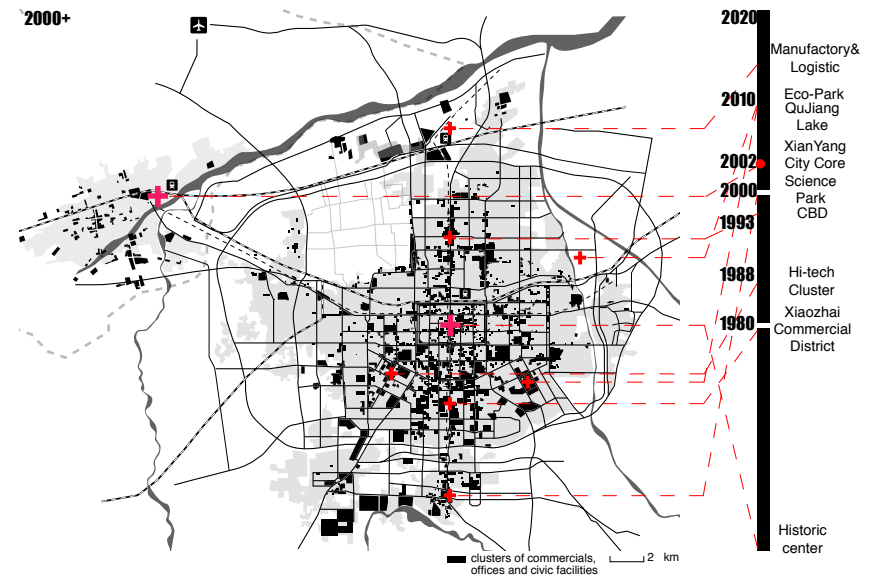 2000+
2020
Manufactory&
Logistic
2010
Eco-Park
QuJiang
Lake
XianYang
City Core
2002
Science
Park
2000
CBD
1993
1988
Hi-tech
Cluster
Xiaozhai
1980
Commercial
District
Historic
center
clusters of commercials,
offices and civic facilities
2 km